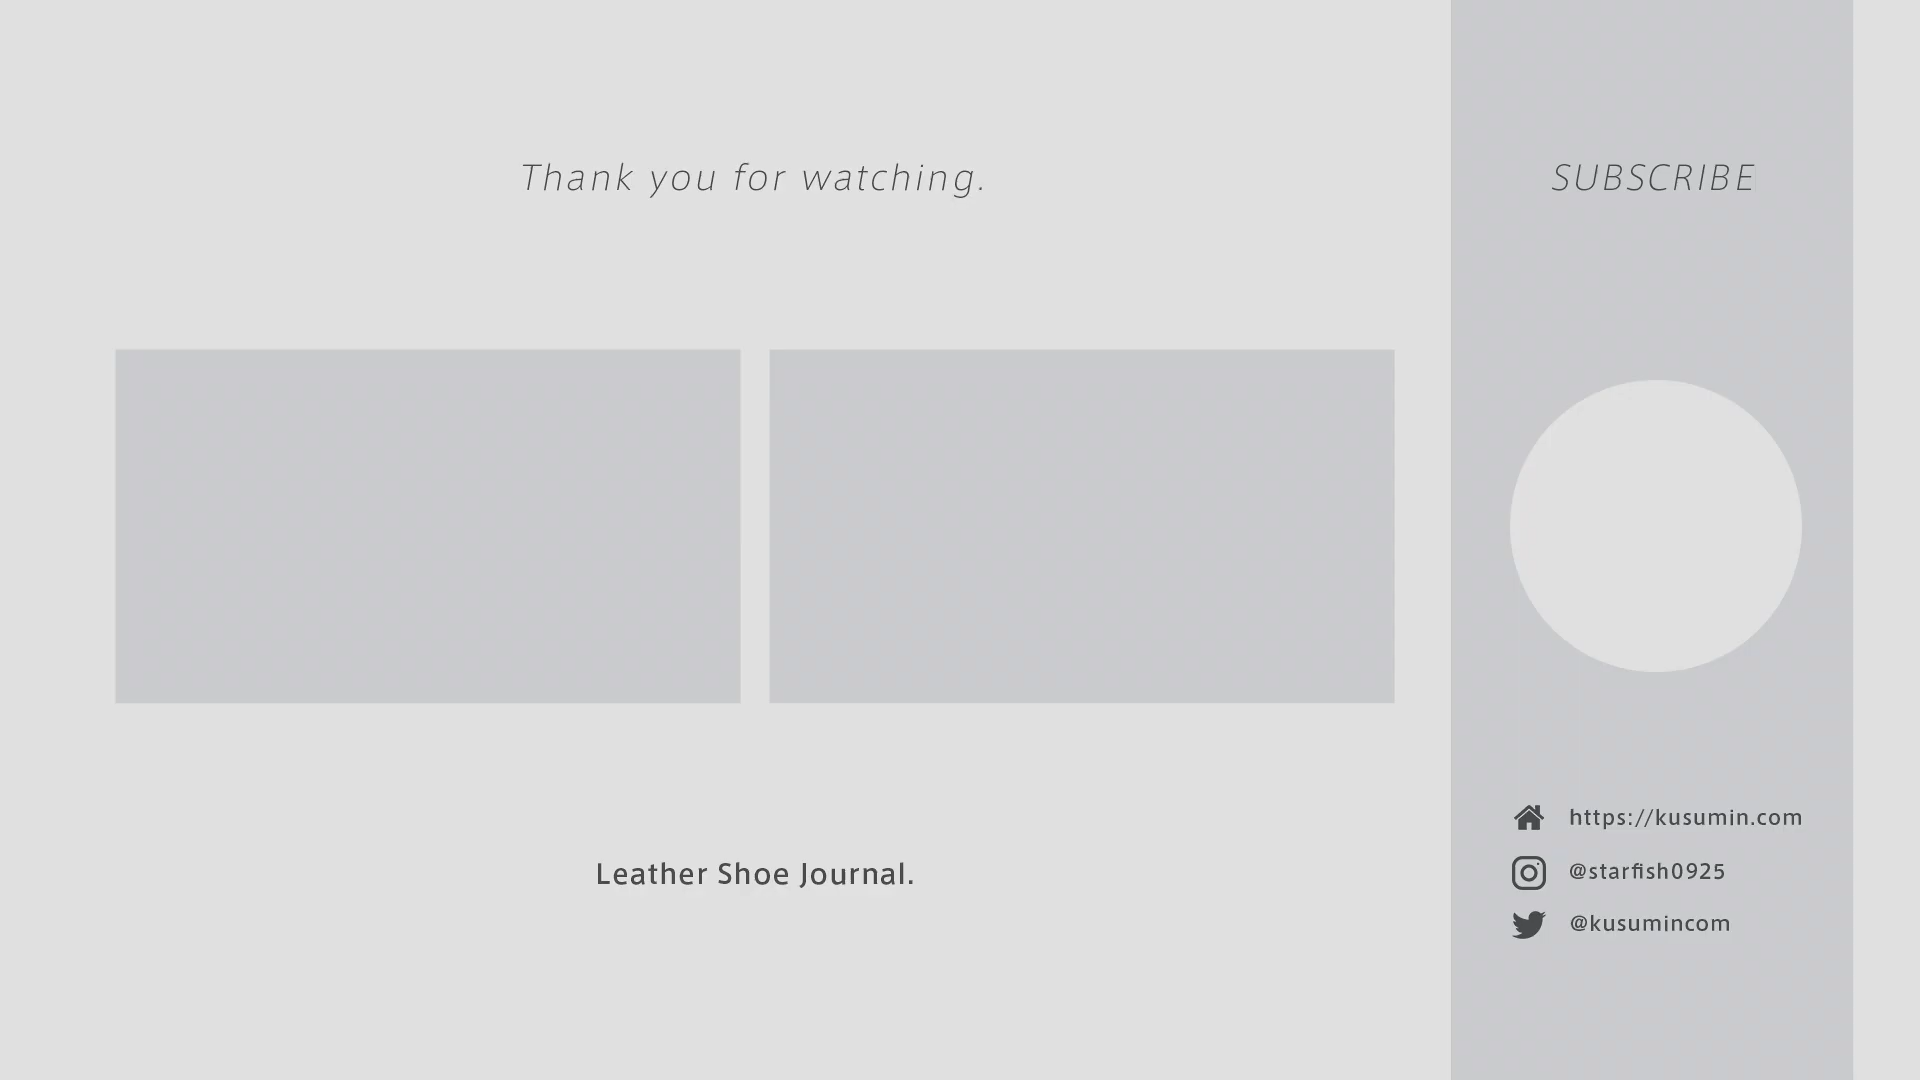 Thank you for watching.
SUBSCRIBE
Leather Shoe Journal.
https://kusumin.com
@starfish0925
@kusumincom